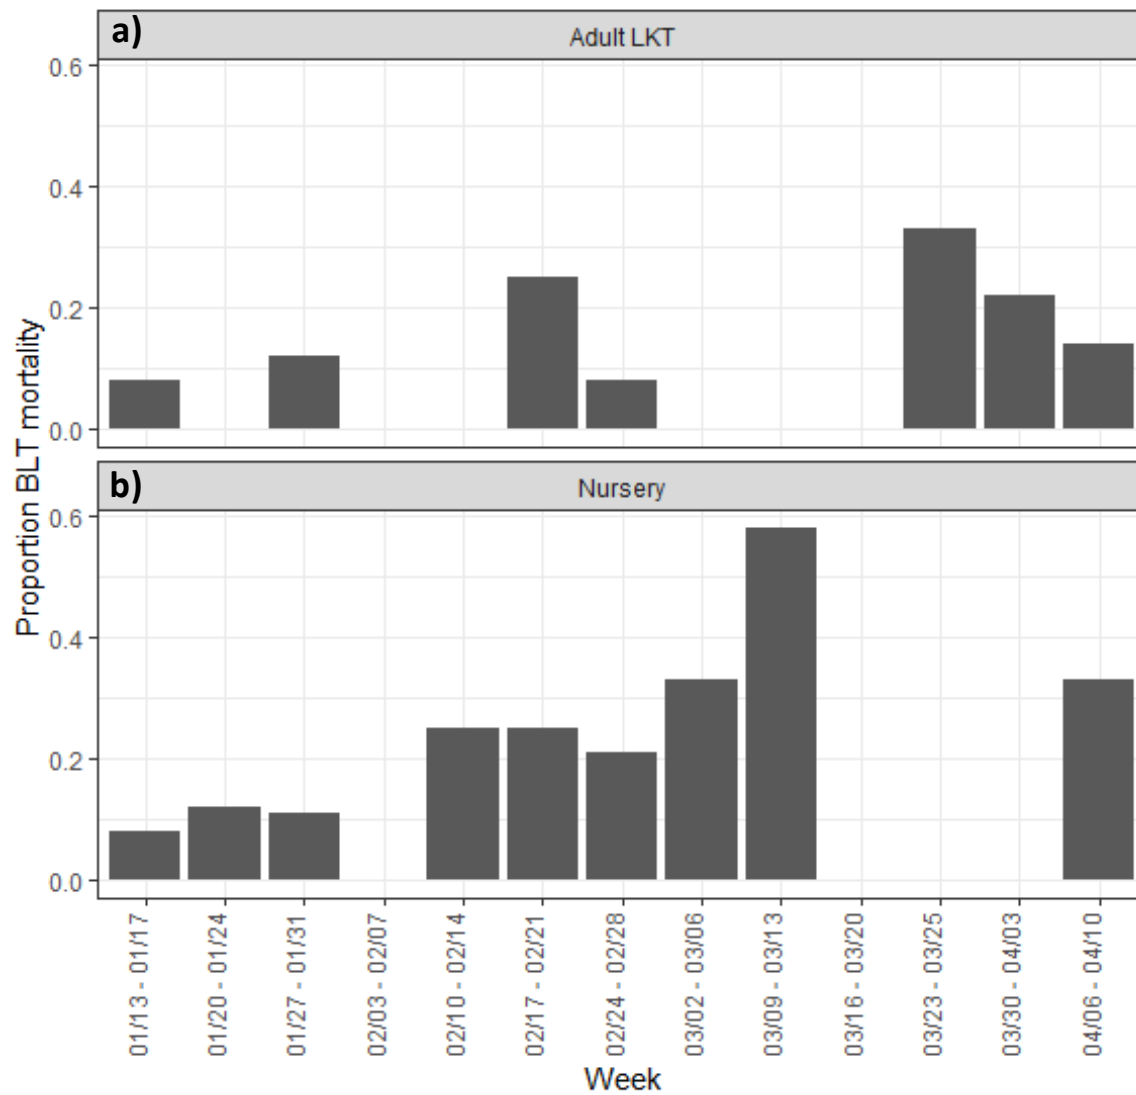 a)
Adult LKT
0.6
0.4
0.2
0.0
Proportion BLT mortality
b)
Nursery
0.6
0.4
0.2
0.0
01/13 - 01/17
01/20 - 01/24
01/27 - 01/31
02/03 - 02/07
02/10 - 02/14
02/17 - 02/21
02/24 - 02/28
03/02 - 03/06
03/09 - 03/13
03/16 - 03/20
03/23 - 03/25
03/30 - 04/03
04/06 - 04/10
Week